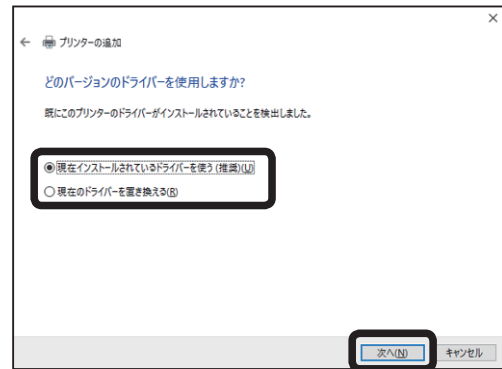 プリンターの追加
どのバージョンのドライバーを使用しますか?
既にこのプリンターのドライバーがインストールされていることを検出しました。
現在インストールされているドライバーを使う (推奨)(U)
現在のドライバーを置き換える(R)
次へ(N) キャンセル